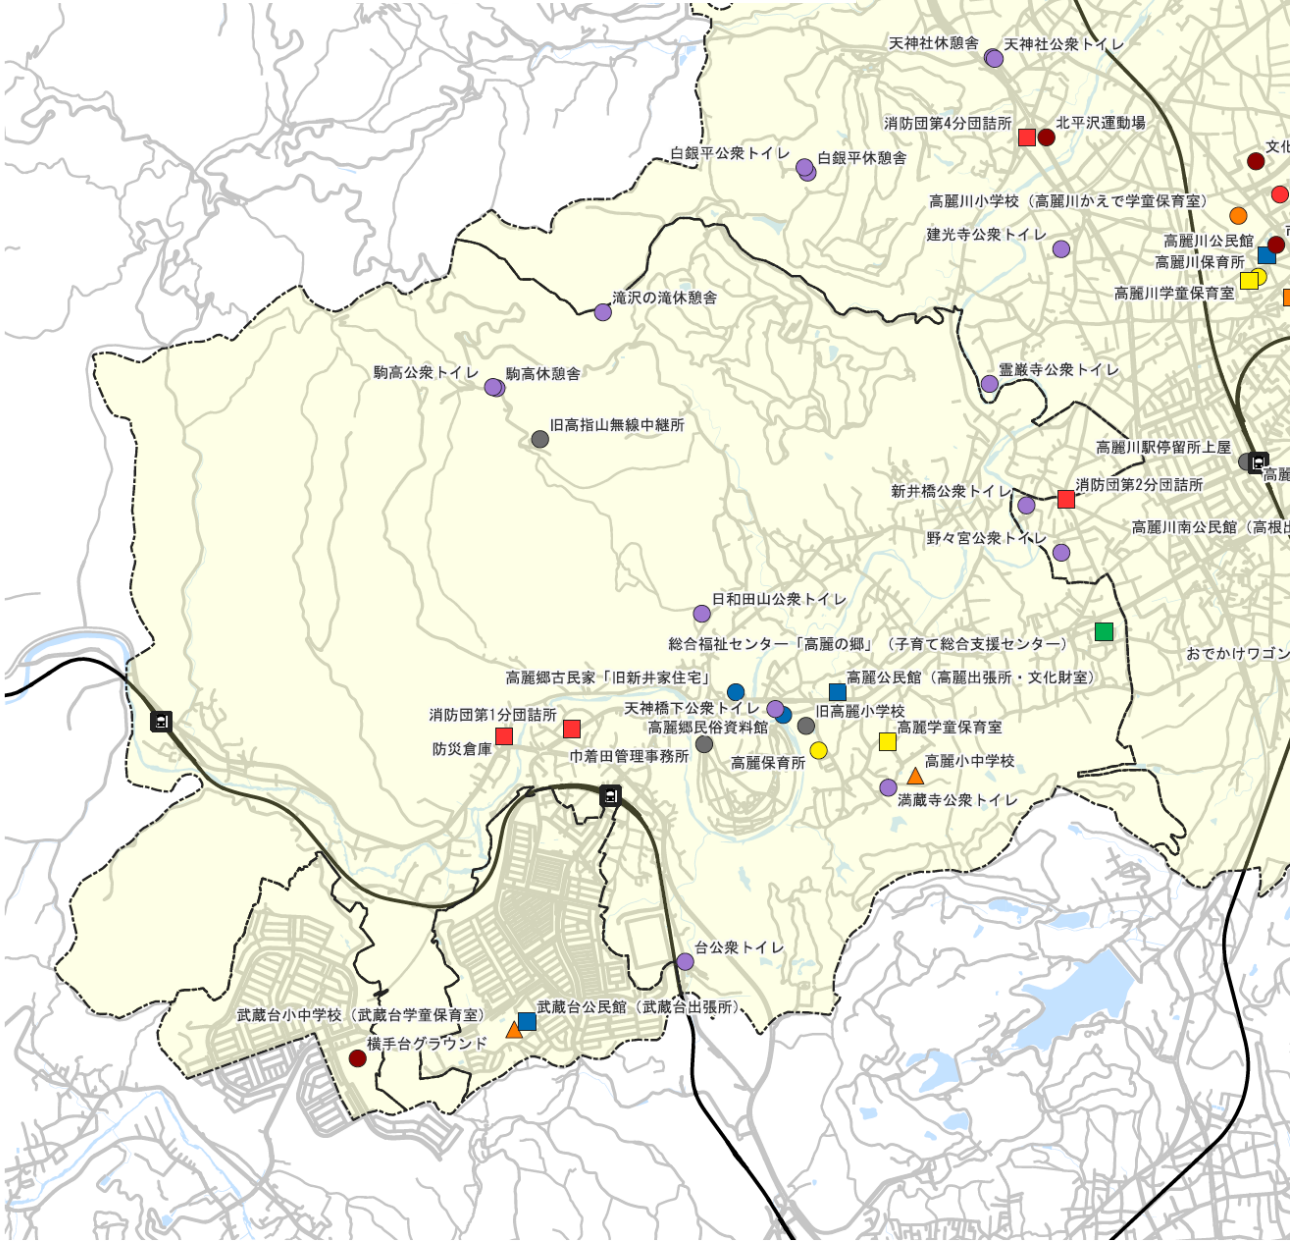 天神社休憩舎
天神社公衆トイレ
消防団第4分団詰所
北平沢運動場
文化
白銀平公衆トイレ
白銀平休憩舎
高麗川小学校（高麗川かえで学童保育室）
建光寺公衆トイレ
高麗川公民館
高麗川保育所
高麗川学童保育室
滝沢の滝休憩舎
駒高公衆トイレ
駒高休憩舎
霊巌寺公衆トイレ
旧高指山無線中継所
高麗川駅停留所上屋
高麗
新井橋公衆トイレ
消防団第2分団詰所
高麗川南公民館（高根出
野々宮公衆トイレ
日和田山公衆トイレ
総合福祉センター「高麗の郷」（子育て総合支援センター）
おでかけワゴン
高麗郷古民家「旧新井家住宅」
高麗公民館（高麗出張所・文化財室）
天神橋下公衆トイレ
旧高麗小学校
消防団第1分団詰所
高麗郷民俗資料館
高麗学童保育室
防災倉庫
巾着田管理事務所
高麗保育所
高麗小中学校
満蔵寺公衆トイレ
台公衆トイレ
武蔵台公民館（武蔵台出張所）
武蔵台小中学校（武蔵台学童保育室）
横手台グラウンド